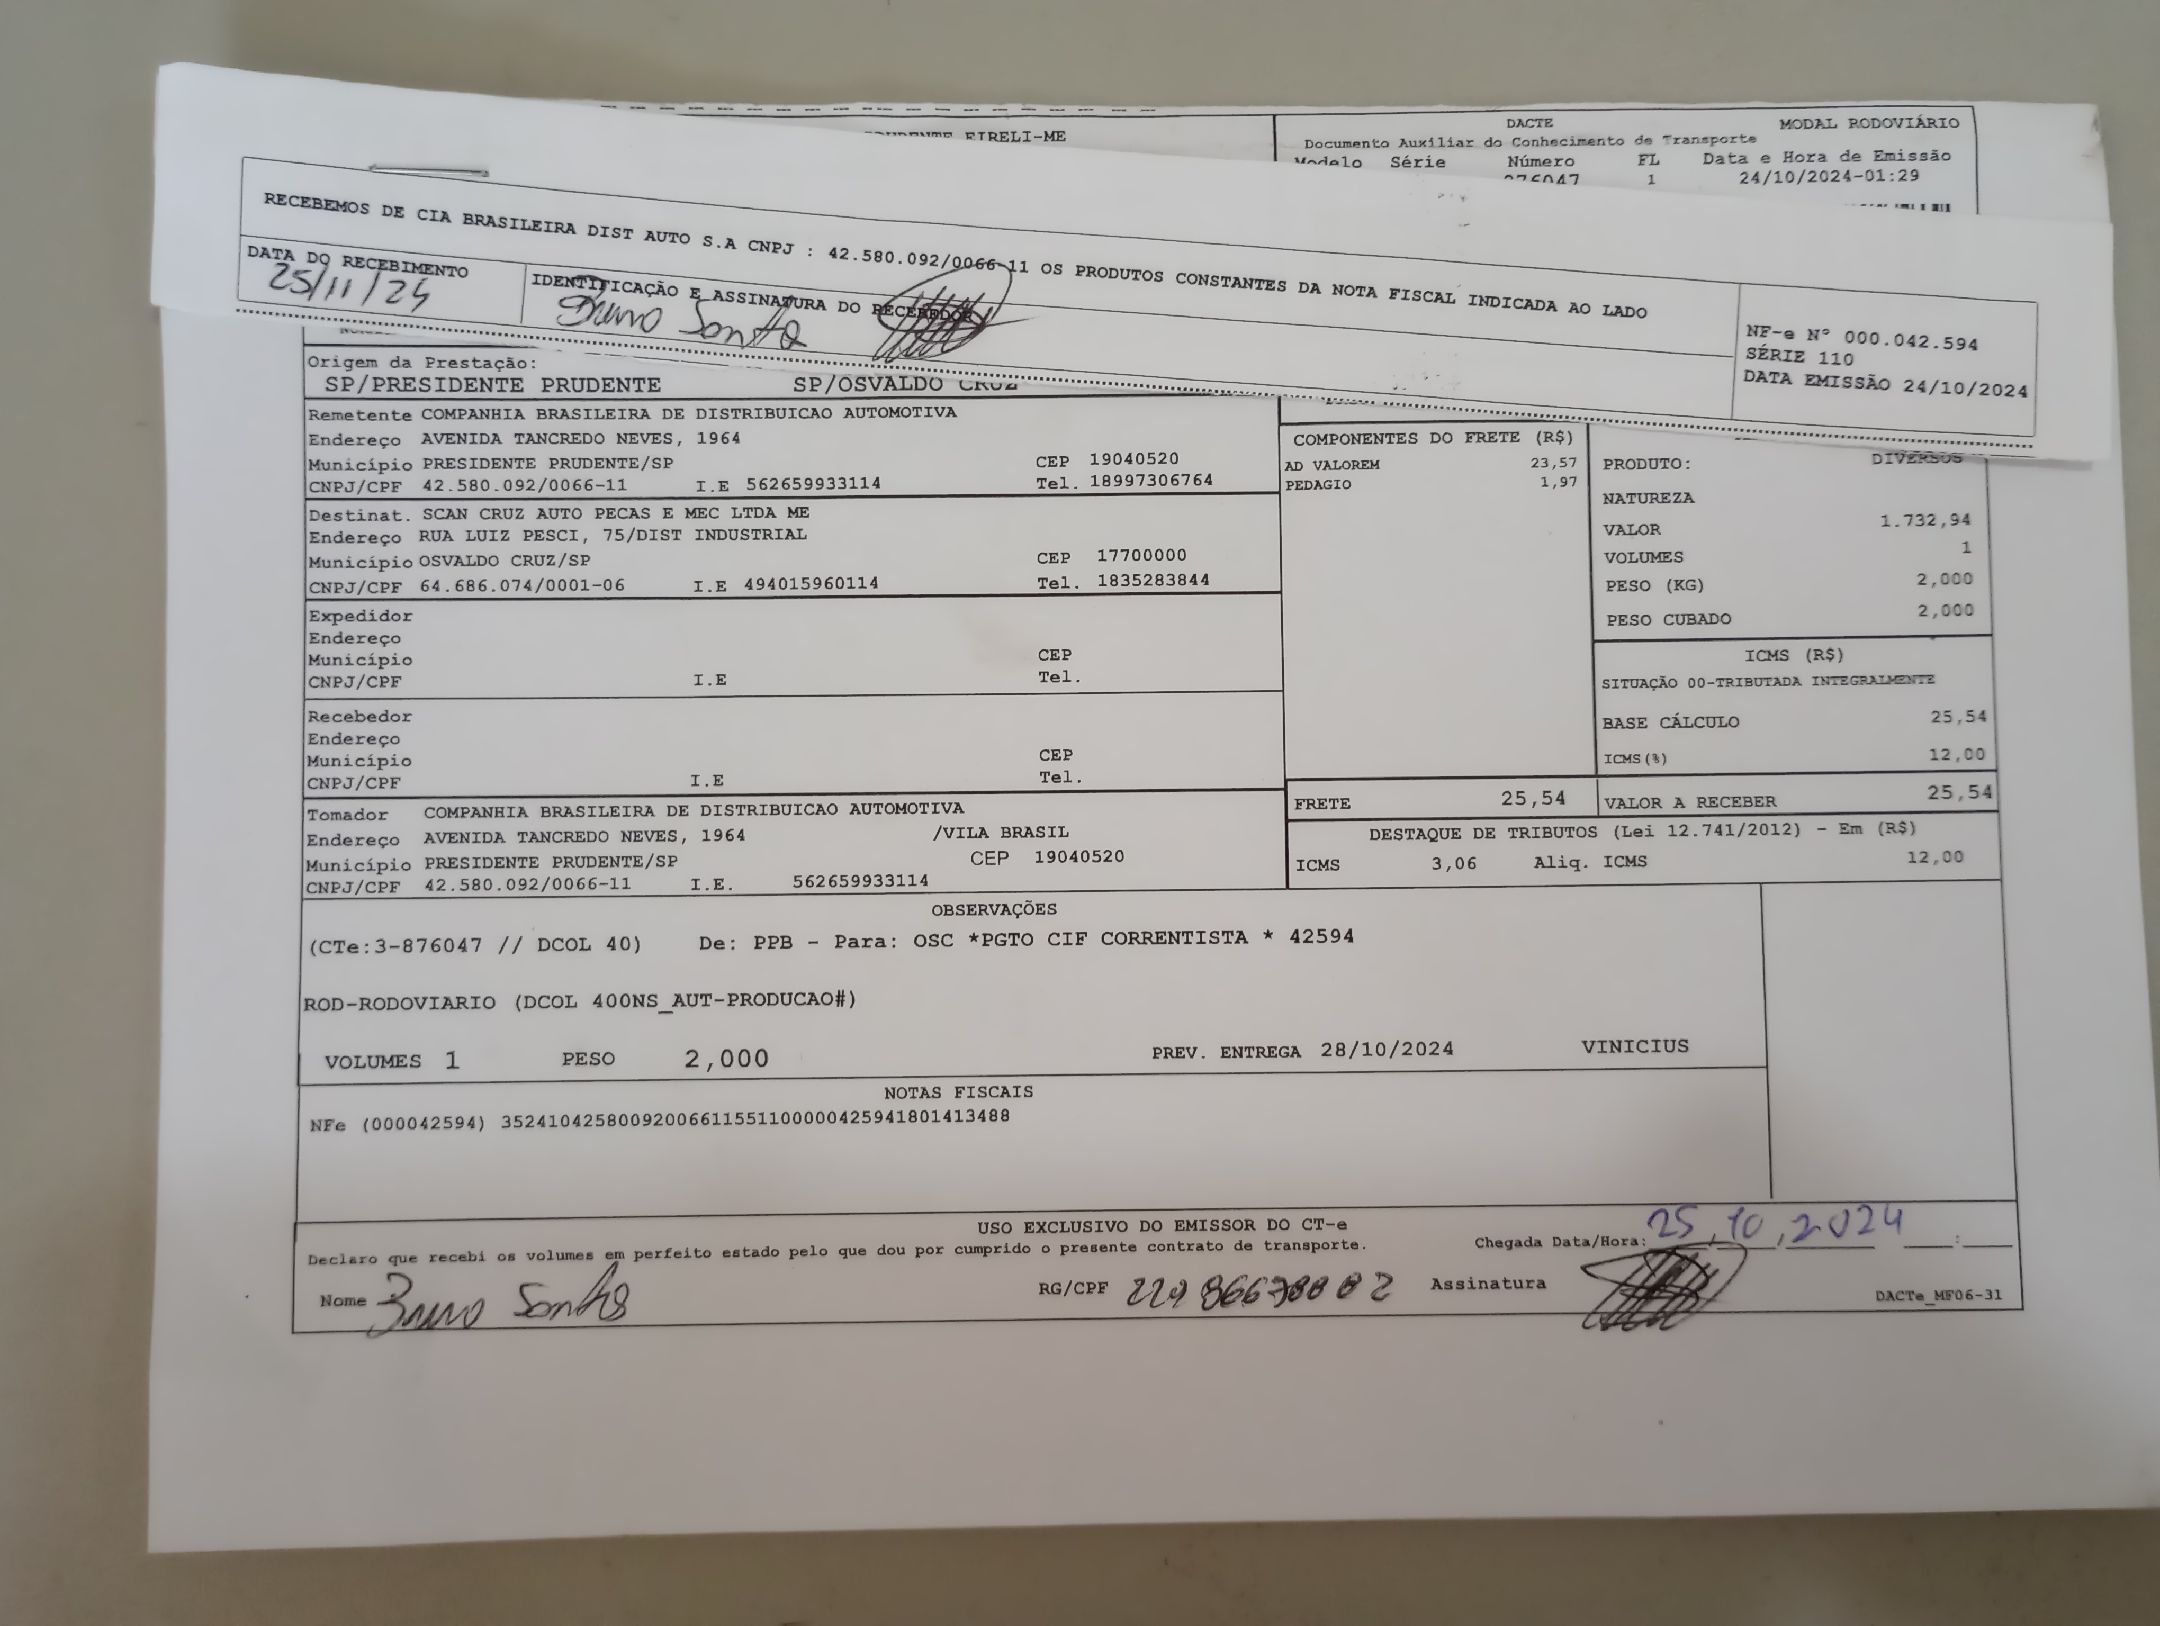 EIRELI-ME
DACTE MODAL RODOVIÁRIO
Documento Auxiliar do Conhecimento de Transporte
Modelo Série Número FL Data e Hora de Emissão
876047 1 24/10/2024-01:29
RECEBEMOS DE CIA BRASILEIRA DIST AUTO S.A CNPJ : 42.580.092/0066-11 OS PRODUTOS CONSTANTES DA NOTA FISCAL INDICADA AO LADO
DATA DO RECEBIMENTO
25/11/24
IDENTIFICAÇÃO E ASSINATURA DO RECEBEDOR
Bruno Santos
NF-e Nº 000.042.594
SÉRIE 110
DATA EMISSÃO 24/10/2024
Origem da Prestação:
SP/PRESIDENTE PRUDENTE SP/OSVALDO CRUZ
Remetente COMPANHIA BRASILEIRA DE DISTRIBUICAO AUTOMOTIVA
Endereço AVENIDA TANCREDO NEVES, 1964
Município PRESIDENTE PRUDENTE/SP CEP 19040520
CNPJ/CPF 42.580.092/0066-11 I.E 562659933114 Tel. 18997306764
Destinat. SCAN CRUZ AUTO PECAS E MEC LTDA ME
Endereço RUA LUIZ PESCI, 75/DIST INDUSTRIAL
Município OSVALDO CRUZ/SP CEP 17700000
CNPJ/CPF 64.686.074/0001-06 I.E 494015960114 Tel. 1835283844
Expedidor
Endereço
Município CEP
CNPJ/CPF I.E Tel.
Recebedor
Endereço
Município CEP
CNPJ/CPF I.E Tel.
Tomador COMPANHIA BRASILEIRA DE DISTRIBUICAO AUTOMOTIVA
Endereço AVENIDA TANCREDO NEVES, 1964 /VILA BRASIL
Município PRESIDENTE PRUDENTE/SP CEP 19040520
CNPJ/CPF 42.580.092/0066-11 I.E. 562659933114
COMPONENTES DO FRETE (R$)
AD VALOREM 23,57
PEDAGIO 1,97
PRODUTO: DIVERSOS
NATUREZA
VALOR 1.732,94
VOLUMES 1
PESO (KG) 2,000
PESO CUBADO 2,000
ICMS (R$)
SITUAÇÃO 00-TRIBUTADA INTEGRALMENTE
BASE CÁLCULO 25,54
ICMS(%) 12,00
FRETE 25,54 VALOR A RECEBER 25,54
DESTAQUE DE TRIBUTOS (Lei 12.741/2012) - Em (R$)
ICMS 3,06 Aliq. ICMS 12,00
OBSERVAÇÕES
(CTe:3-876047 // DCOL 40) De: PPB - Para: OSC *PGTO CIF CORRENTISTA * 42594
ROD-RODOVIARIO (DCOL 400NS_AUT-PRODUCAO#)
VOLUMES 1 PESO 2,000 PREV. ENTREGA 28/10/2024 VINICIUS
NOTAS FISCAIS
NFe (000042594) 35241042580092006611551100000425941801413488
USO EXCLUSIVO DO EMISSOR DO CT-e
Declaro que recebi os volumes em perfeito estado pelo que dou por cumprido o presente contrato de transporte.
Chegada Data/Hora: 25,10,2024 __:__
Nome Bruno Santos RG/CPF Assinatura
DACTe_MF06-31